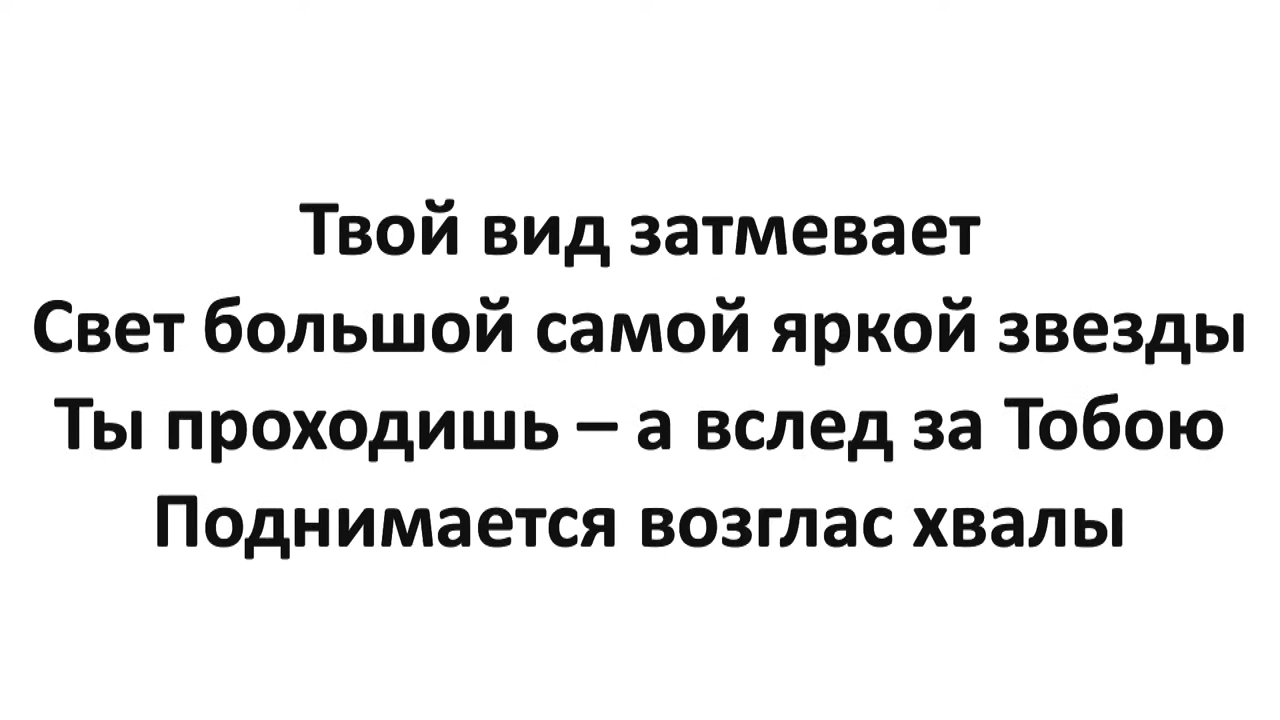 Твой вид затмевает
Свет большой самой яркой звезды
Ты проходишь – а вслед за Тобою
Поднимается возглас хвалы